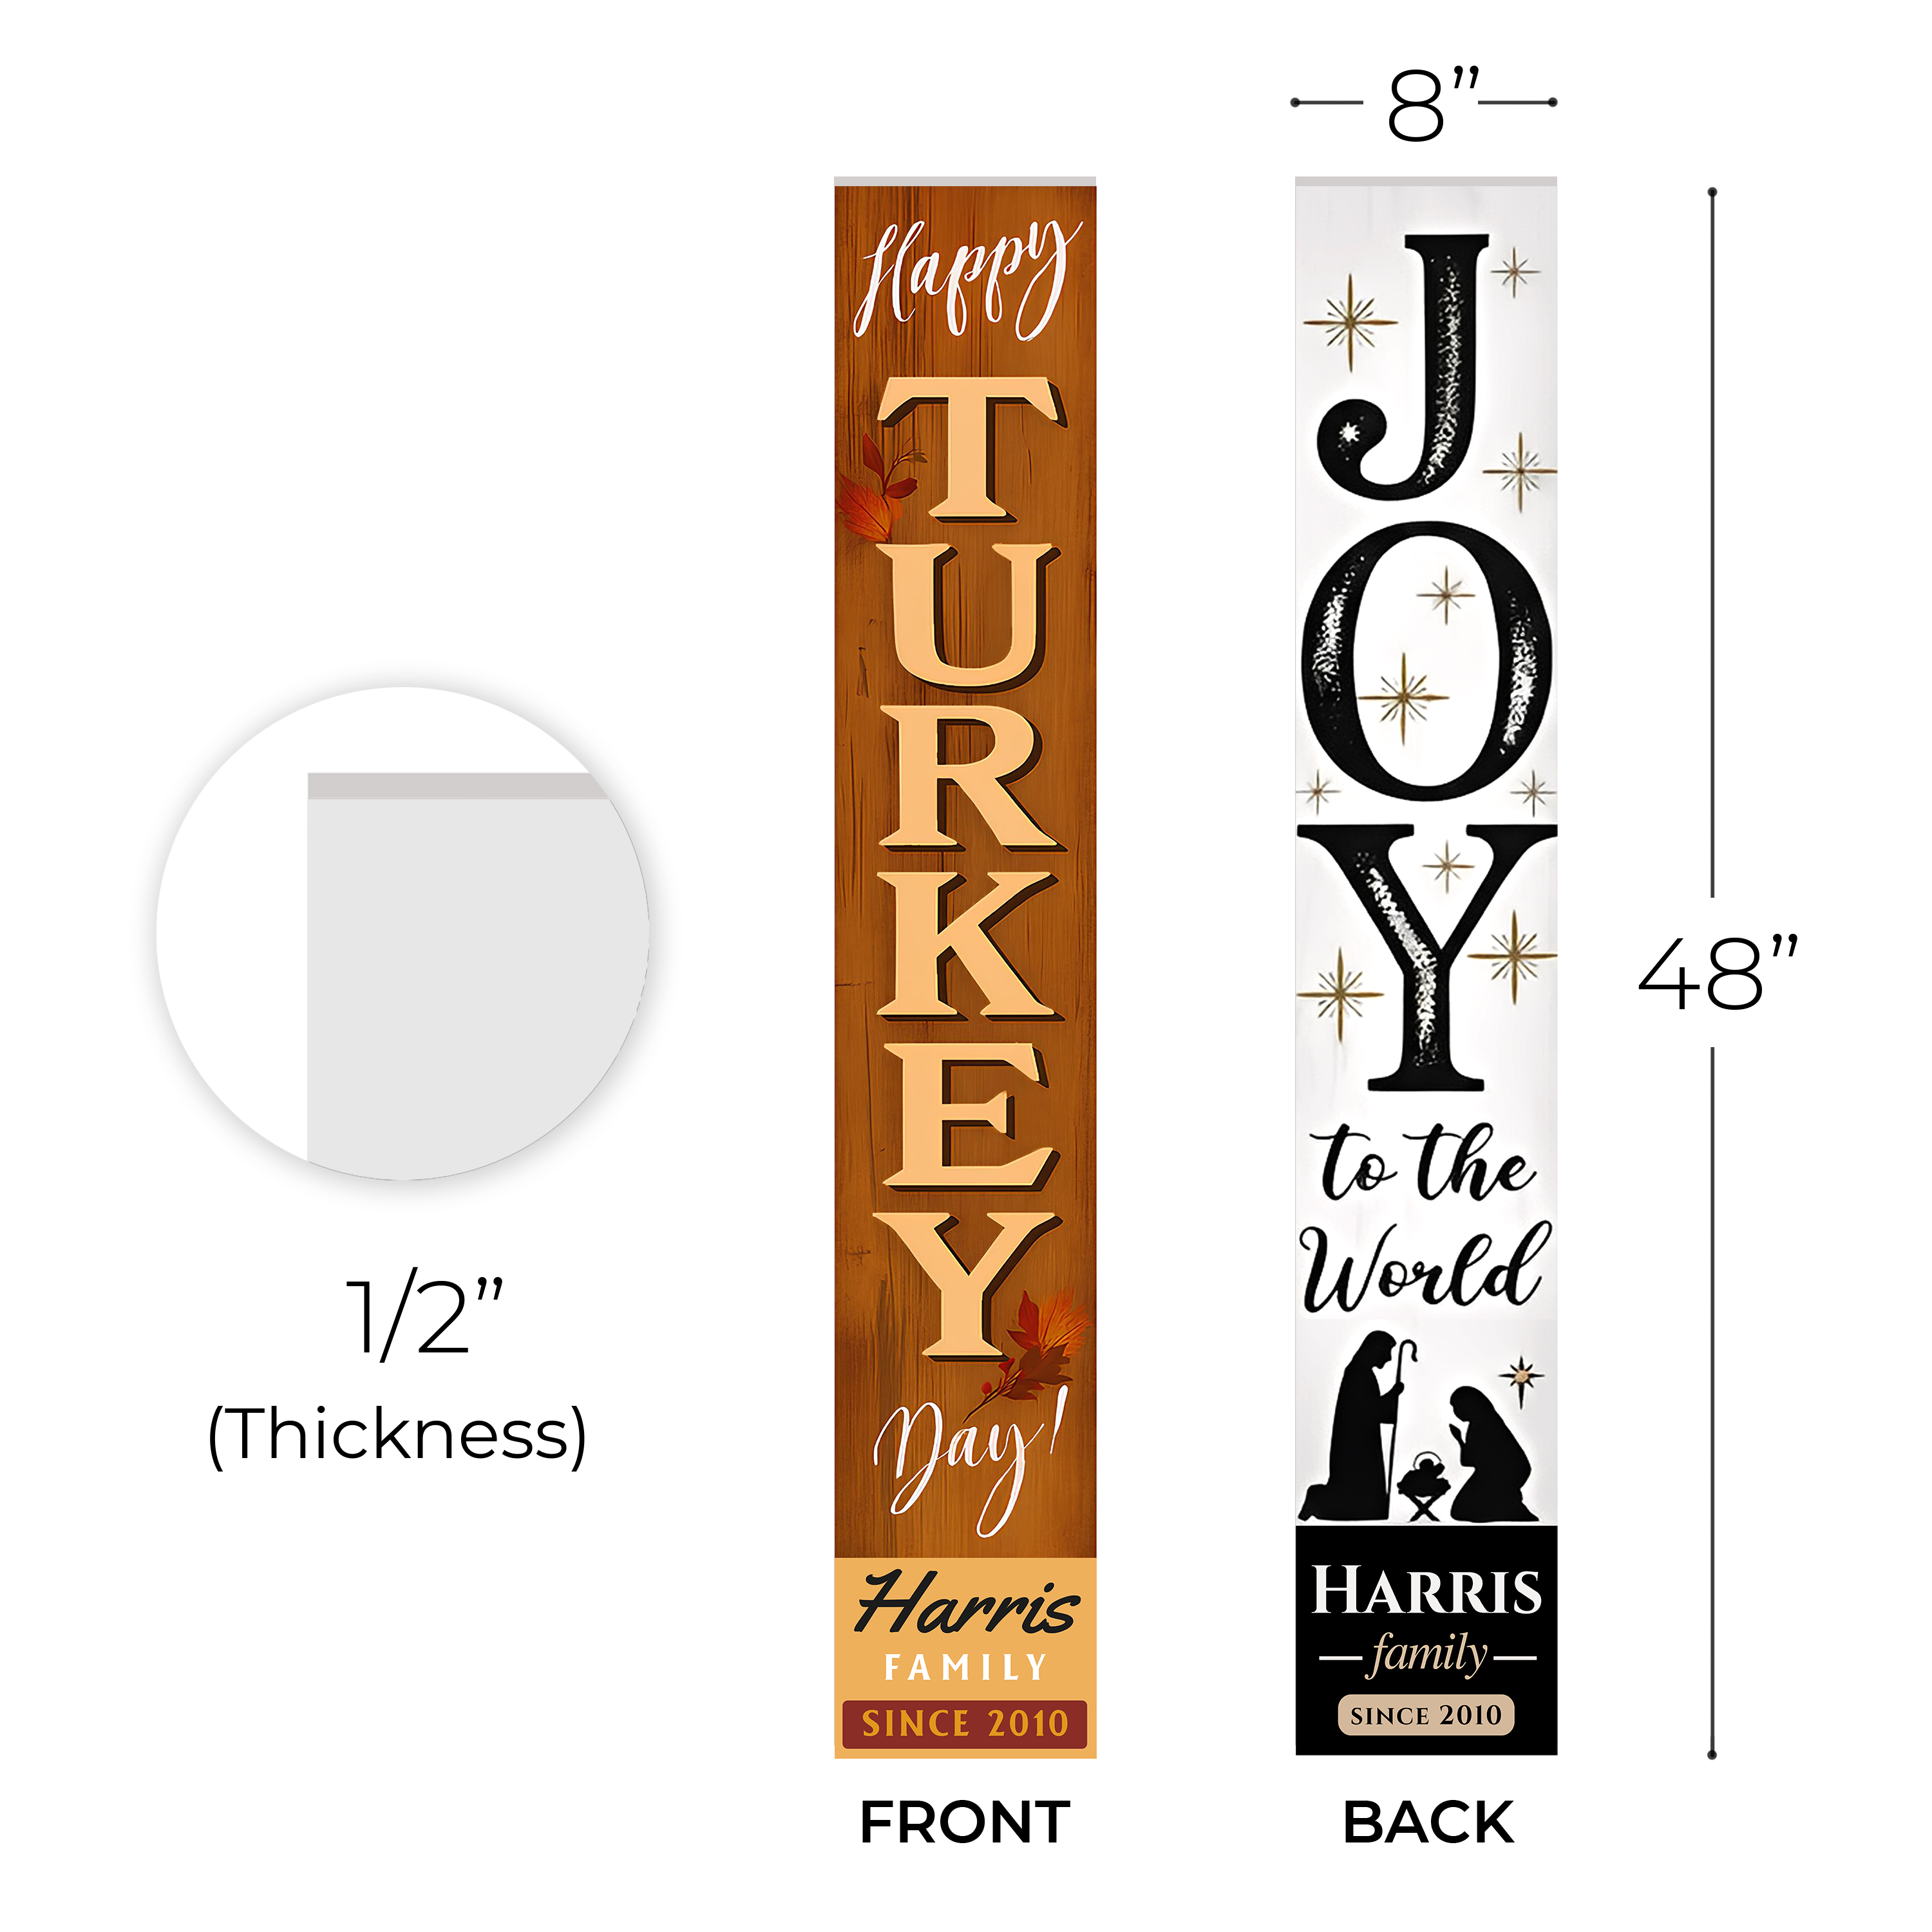 8”
Happy
TURKEY
Day!
Harris
FAMILY
SINCE 2010
JOY
to the
World
HARRIS
family
SINCE 2010
48”
1/2”
(Thickness)
FRONT
BACK